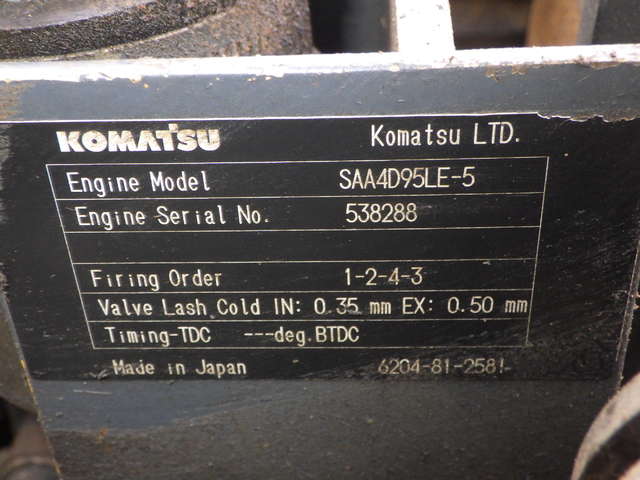 KOMATSU Komatsu LTD.
Engine Model SAA4D95LE-5
Engine Serial No. 538288
Firing Order 1-2-4-3
Valve Lash Cold IN: 0.35 mm EX: 0.50 mm
Timing-TDC ---deg.BTDC
Made in Japan 6204-81-2581